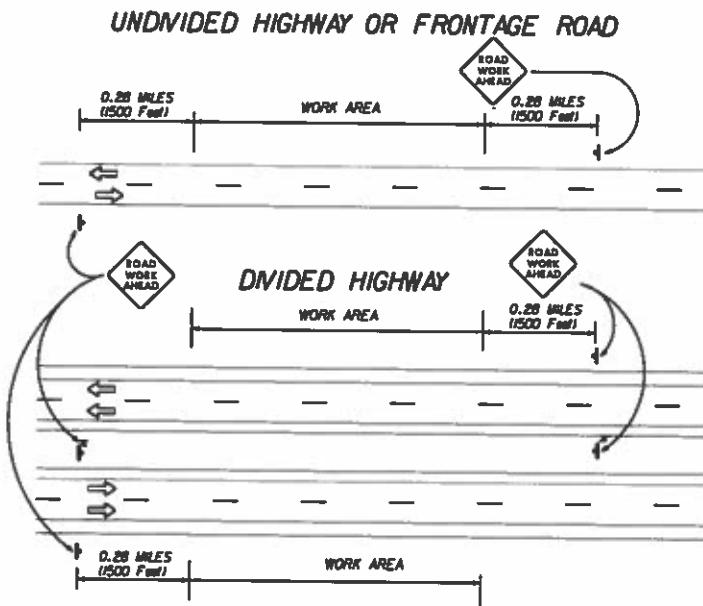 UNDIVIDED HIGHWAY OR FRONTAGE ROAD
ROAD
WORK
AHEAD
0.28 MILES
(1500 Feet)
WORK AREA
0.28 MILES
(1500 Feet)
ROAD
WORK
AHEAD
DIVIDED HIGHWAY
ROAD
WORK
AHEAD
WORK AREA
0.28 MILES
(1500 Feet)
0.28 MILES
(1500 Feet)
WORK AREA